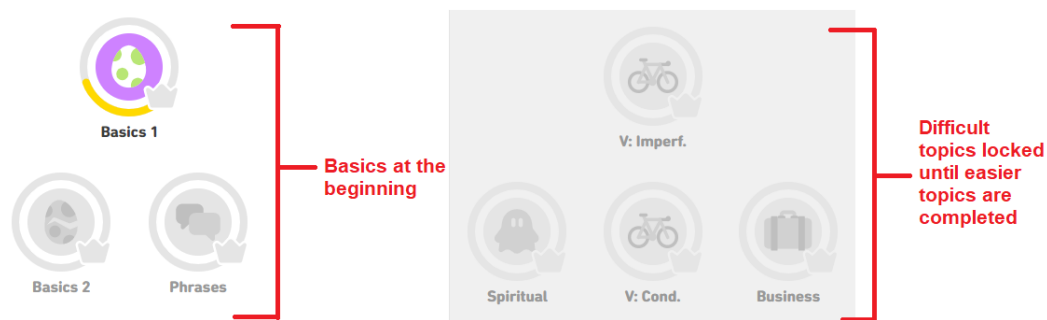 Basics 1
Basics 2
Phrases
Basics at the
beginning
V: Imperf.
Spiritual
V: Cond.
Business
Difficult
topics locked
until easier
topics are
completed